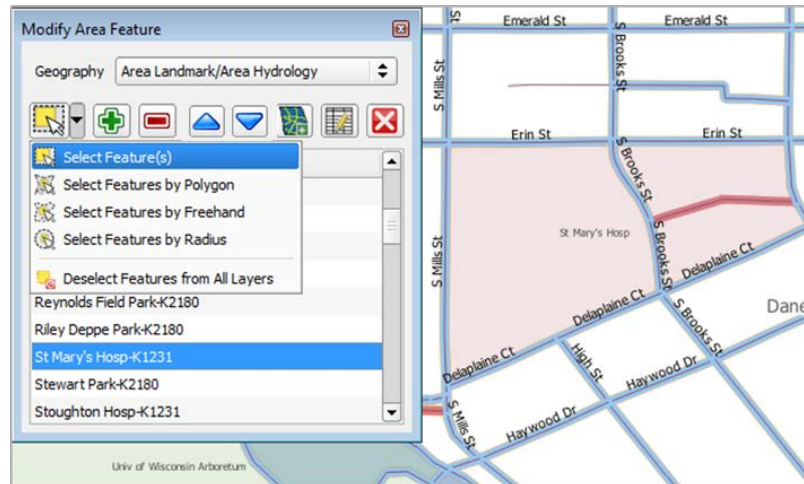 Modify Area Feature
Geography Area Landmark/Area Hydrology
Select Feature(s)
Select Features by Polygon
Select Features by Freehand
Select Features by Radius
Deselect Features from All Layers
Reynolds Field Park-K2180
Riley Deppe Park-K2180
St Mary's Hosp-K1231
Stewart Park-K2180
Stoughton Hosp-K1231
St
Emerald St
Emerald St
S Brooks St
S Mills St
Erin St
Erin St
S Brooks St
St Mary's Hosp
S Brooks St
S Mills St
Delaplaine Ct
Delaplaine Ct
Dane
S Brooks St
Delaplaine Ct
High St
Haywood Dr
S Mills St
Haywood Dr
Univ of Wisconsin Arboretum